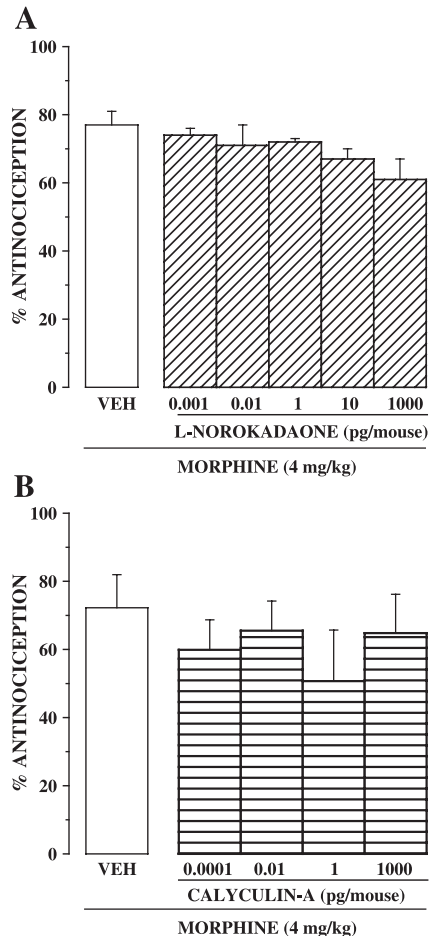 A
% ANTINOCICEPTION
100
80
60
40
20
0
VEH 0.001 0.01 1 10 1000
L-NOROKADAONE (pg/mouse)
MORPHINE (4 mg/kg)
B
% ANTINOCICEPTION
100
80
60
40
20
0
VEH 0.0001 0.01 1 1000
CALYCULIN-A (pg/mouse)
MORPHINE (4 mg/kg)